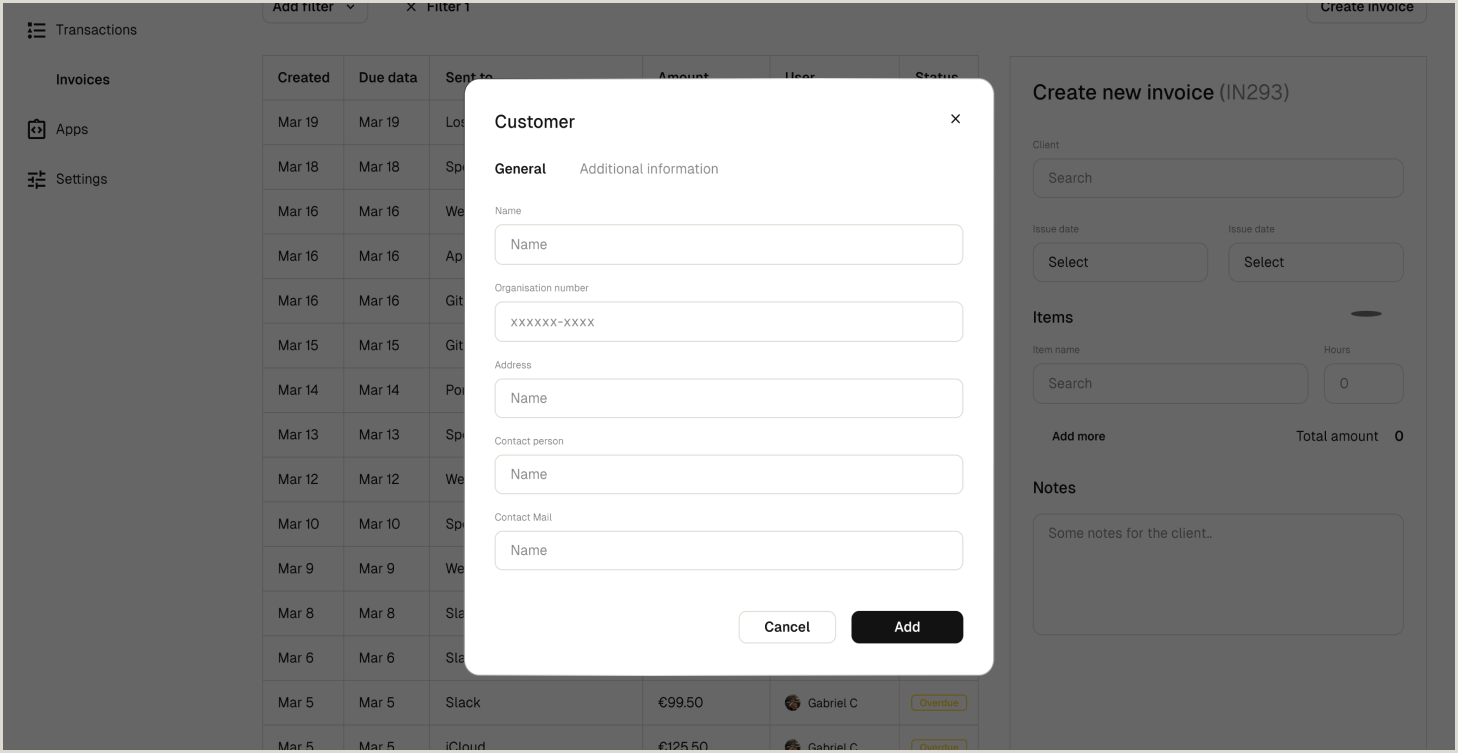 Add filter
Filter 1
Create invoice
Transactions
Invoices
Apps
Settings
Created Due data Sent to Amount User Status
Mar 19 Mar 19 Los
Mar 18 Mar 18 Spe
Mar 16 Mar 16 We
Mar 16 Mar 16 Ap
Mar 16 Mar 16 Git
Mar 15 Mar 15 Git
Mar 14 Mar 14 Por
Mar 13 Mar 13 Spe
Mar 12 Mar 12 We
Mar 10 Mar 10 Spe
Mar 9 Mar 9 We
Mar 8 Mar 8 Sla
Mar 6 Mar 6 Sla
Mar 5 Mar 5 Slack €99.50 Gabriel C Overdue
Mar 5 Mar 5 iCloud €125.50 Gabriel C Overdue
Customer
General Additional information
Name
Name
Organisation number
xxxxxx-xxxx
Address
Name
Contact person
Name
Contact Mail
Name
Cancel Add
Create new invoice (IN293)
Client
Search
Issue date Issue date
Select Select
Items
Item name Hours
Search 0
Add more Total amount 0
Notes
Some notes for the client..